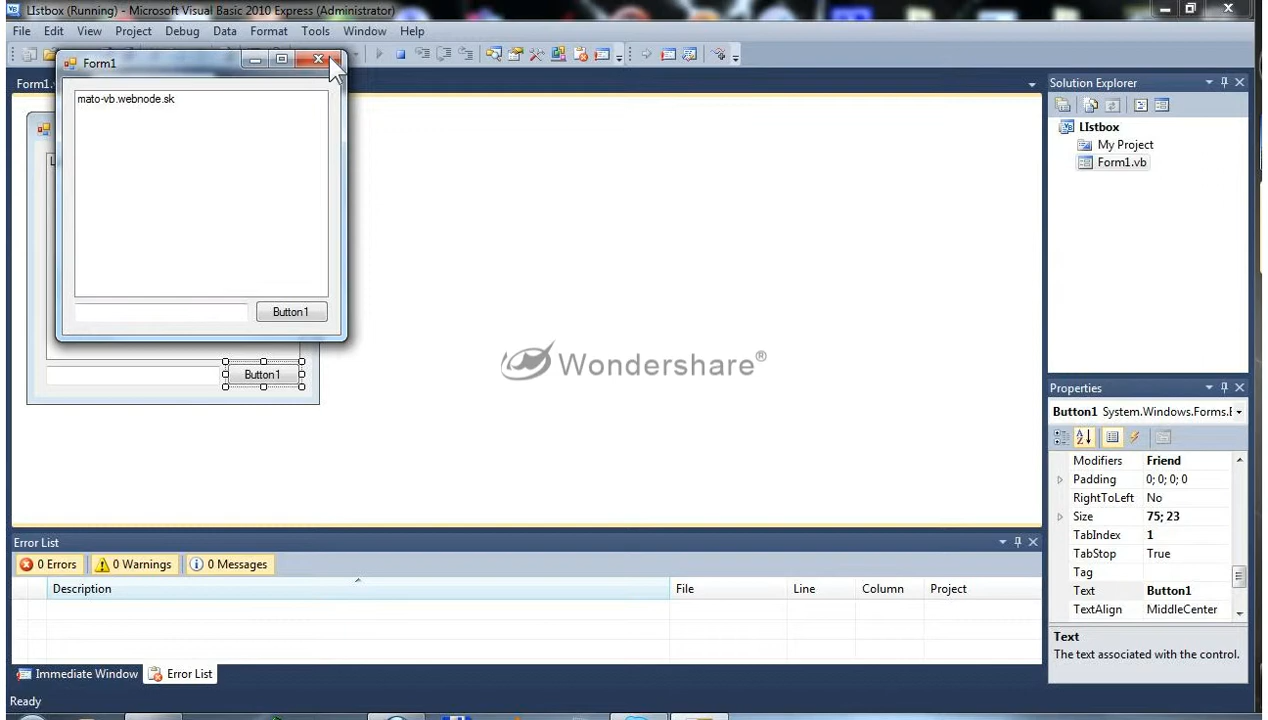 LIstbox (Running) - Microsoft Visual Basic 2010 Express (Administrator)
File Edit View Project Debug Data Format Tools Window Help
Form1
Form1.
mato-vb.webnode.sk
Button1
Button1
Wondershare®
Solution Explorer
LIstbox
My Project
Form1.vb
Properties
Button1 System.Windows.Forms.
Modifiers Friend
Padding 0; 0; 0; 0
RightToLeft No
Size 75; 23
TabIndex 1
TabStop True
Tag
Text Button1
TextAlign MiddleCenter
Text
The text associated with the control.
Error List
0 Errors 0 Warnings 0 Messages
Description File Line Column Project
Immediate Window Error List
Ready